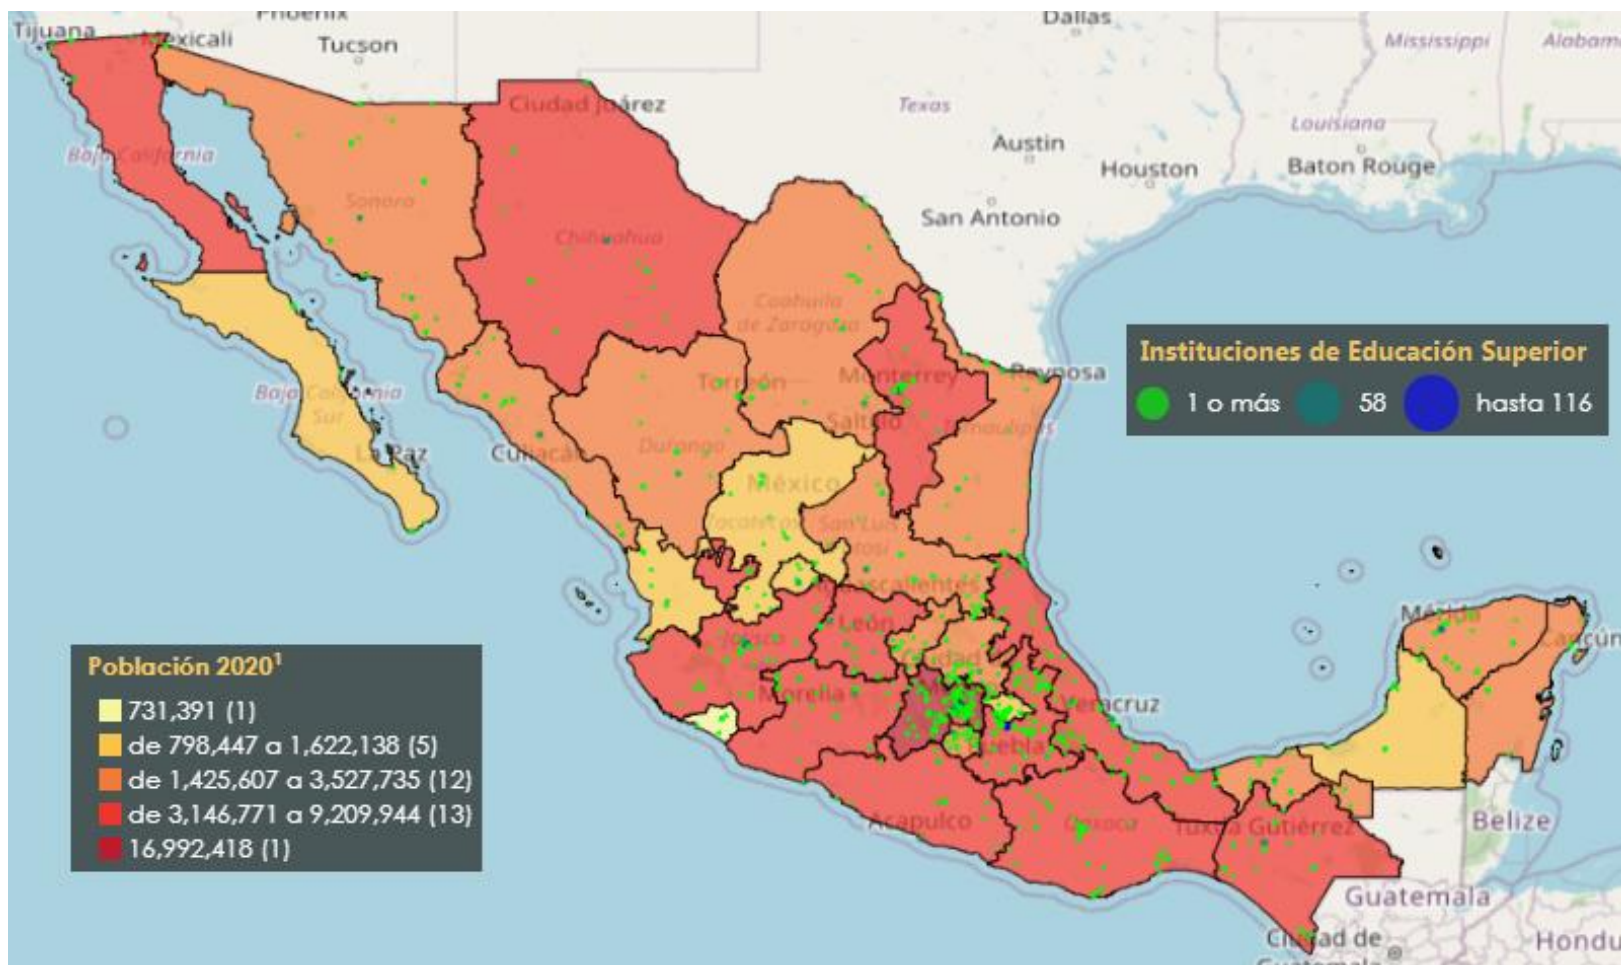 Phoenix
Dallas
Tijuana
Mexicali
Tucson
Mississippi
Ciudad Juárez
Texas
Louisiana
Baja California
Austin
Houston
Baton Rouge
Sonora
San Antonio
Chihuahua
Coahuila
de Zaragoza
Instituciones de Educación Superior
1 o más 58 hasta 116
Torreón
Monterrey
Reynosa
Baja California
Sur
Saltillo
Tamaulipas
La Paz
Culiacán
Durango
México
Zacatecas
San Luis
Potosí
Aguascalientes
Mérida
León
Jalisco
Cancún
Ciudad
Población 2020¹
731,391 (1)
de 798,447 a 1,622,138 (5)
de 1,425,607 a 3,527,735 (12)
de 3,146,771 a 9,209,944 (13)
16,992,418 (1)
Morelia
Veracruz
Puebla
Acapulco
Oaxaca
Tuxtla Gutiérrez
Belize
Guatemala
Ciudad de
Guatemala
Hondu